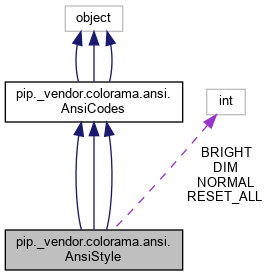 object
pip._vendor.colorama.ansi.
AnsiCodes
int
BRIGHT
DIM
NORMAL
RESET_ALL
pip._vendor.colorama.ansi.
AnsiStyle